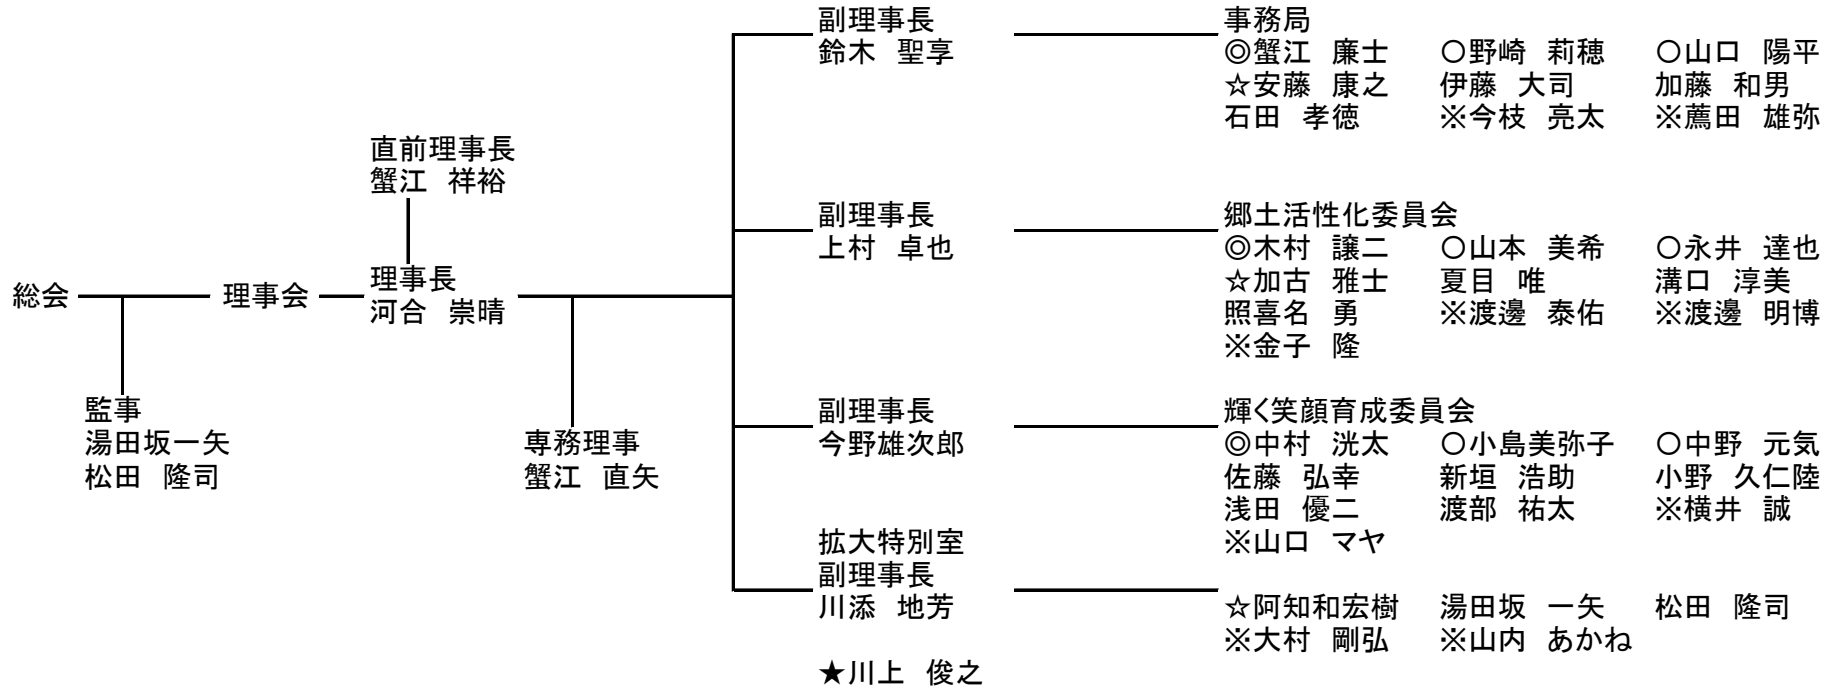 総会
監事
湯田坂一矢
松田 隆司
理事会
直前理事長
蟹江 祥裕
理事長
河合 崇晴
専務理事
蟹江 直矢
副理事長
鈴木 聖享
事務局
◎蟹江 廉士 ○野崎 莉穂 ○山口 陽平
☆安藤 康之 伊藤 大司 加藤 和男
石田 孝徳 ※今枝 亮太 ※薦田 雄弥
副理事長
上村 卓也
郷土活性化委員会
◎木村 譲二 ○山本 美希 ○永井 達也
☆加古 雅士 夏目 唯 溝口 淳美
照喜名 勇 ※渡邊 泰佑 ※渡邊 明博
※金子 隆
副理事長
今野雄次郎
輝く笑顔育成委員会
◎中村 洸太 ○小島美弥子 ○中野 元気
佐藤 弘幸 新垣 浩助 小野 久仁陸
浅田 優二 渡部 祐太 ※横井 誠
※山口 マヤ
拡大特別室
副理事長
川添 地芳
☆阿知和宏樹 湯田坂 一矢 松田 隆司
※大村 剛弘 ※山内 あかね
★川上 俊之